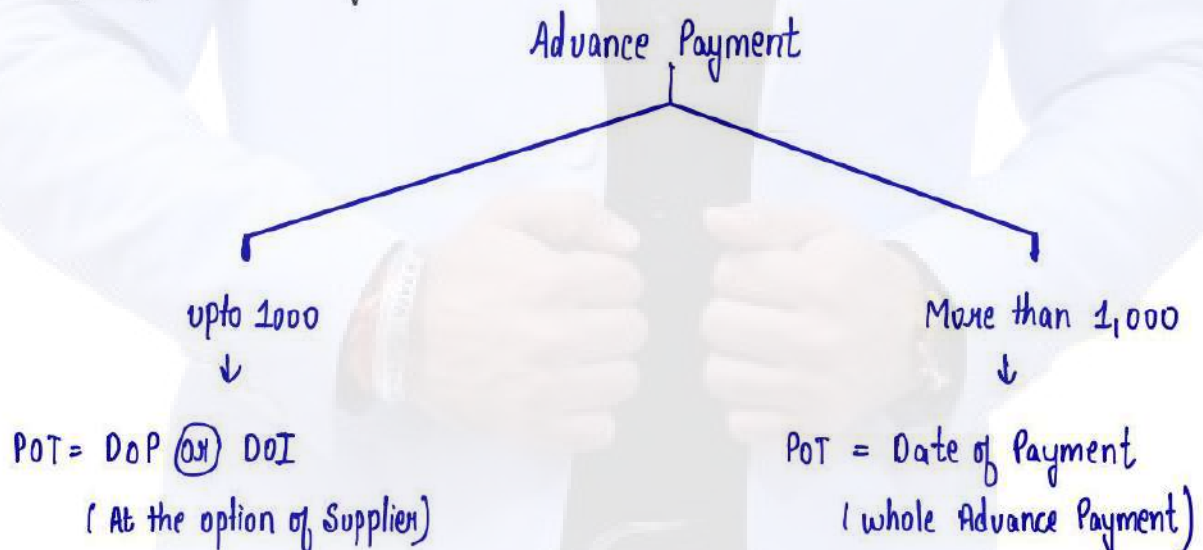 Advance Payment
upto 1000
More than 1,000
↓
↓
POT = DOP or DOI
POT = Date of Payment
(At the option of Supplier)
(whole Advance Payment)